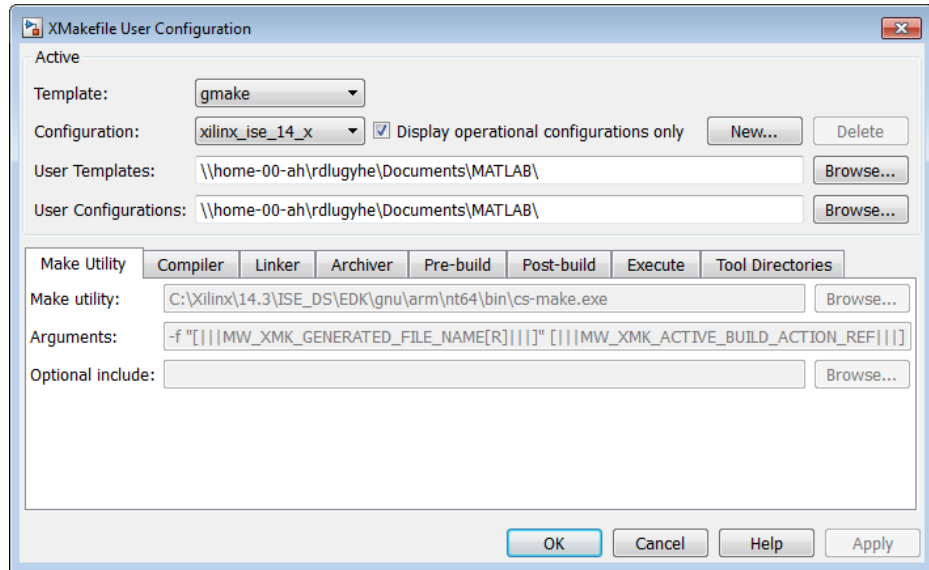 XMakefile User Configuration
Active
Template: gmake
Configuration: xilinx_ise_14_x Display operational configurations only New... Delete
User Templates: \\home-00-ah\rdlugyhe\Documents\MATLAB\ Browse...
User Configurations: \\home-00-ah\rdlugyhe\Documents\MATLAB\ Browse...
Make Utility Compiler Linker Archiver Pre-build Post-build Execute Tool Directories
Make utility: C:\Xilinx\14.3\ISE_DS\EDK\gnu\arm\nt64\bin\cs-make.exe Browse...
Arguments: -f "[|||MW_XMK_GENERATED_FILE_NAME[R]|||]" [|||MW_XMK_ACTIVE_BUILD_ACTION_REF|||]
Optional include: Browse...
OK Cancel Help Apply